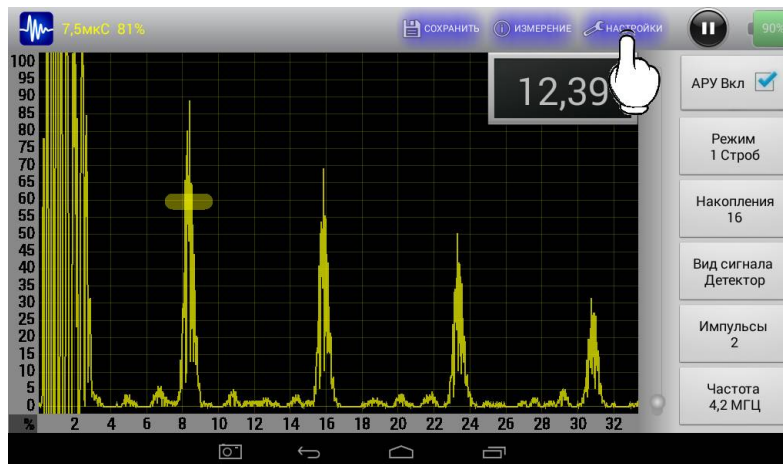 7,5мкС 81%
СОХРАНИТЬ
ИЗМЕРЕНИЕ
НАСТРОЙКИ
90%
12,39
АРУ Вкл
Режим
1 Строб
Накопления
16
Вид сигнала
Детектор
Импульсы
2
Частота
4,2 МГЦ
100
95
90
85
80
75
70
65
60
55
50
45
40
35
30
25
20
15
10
5
0
% 2 4 6 8 10 12 14 16 18 20 22 24 26 28 30 32